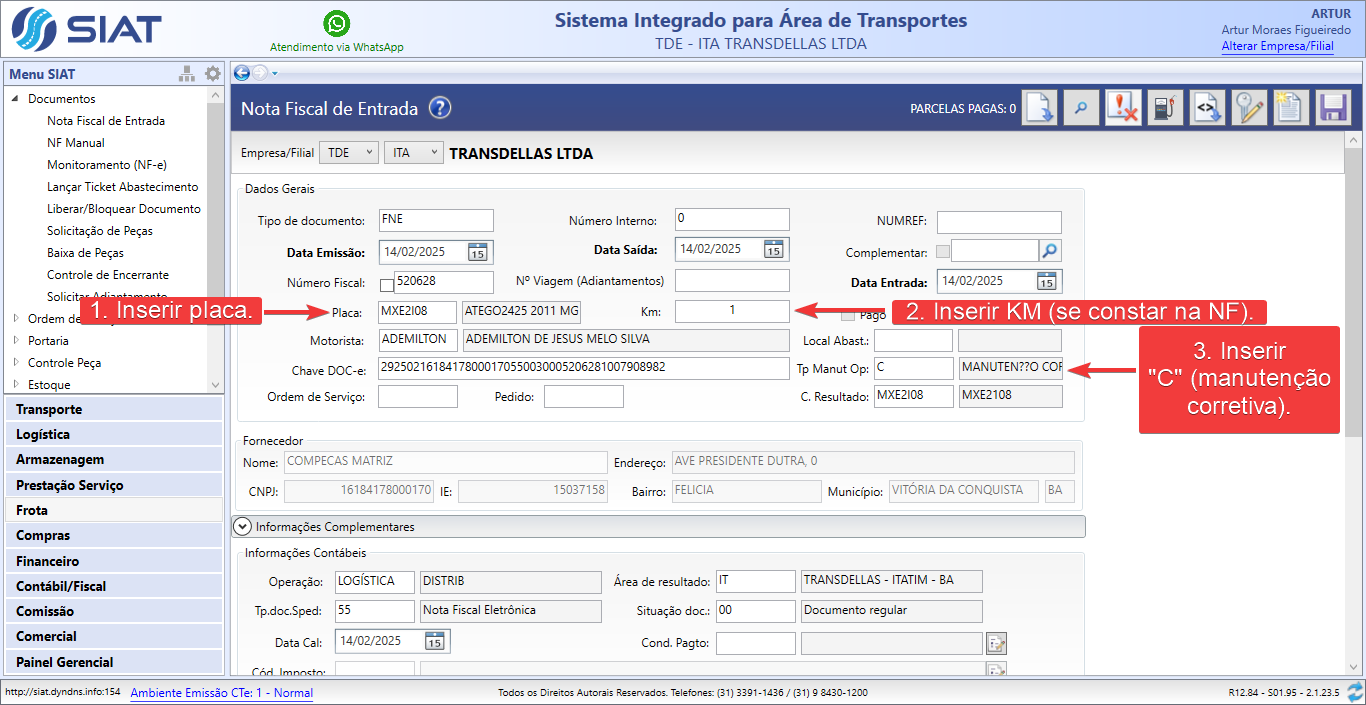 SIAT
Atendimento via WhatsApp
Sistema Integrado para Área de Transportes
TDE - ITA TRANSDELLAS LTDA
ARTUR
Artur Moraes Figueiredo
Alterar Empresa/Filial
Menu SIAT
Documentos
Nota Fiscal de Entrada
NF Manual
Monitoramento (NF-e)
Lançar Ticket Abastecimento
Liberar/Bloquear Documento
Solicitação de Peças
Baixa de Peças
Controle de Encerrante
Solicitar Adiantamento
Ordem de
Portaria
Controle Peça
Estoque
Transporte
Logística
Armazenagem
Prestação Serviço
Frota
Compras
Financeiro
Contábil/Fiscal
Comissão
Comercial
Painel Gerencial
Nota Fiscal de Entrada ?
PARCELAS PAGAS: 0
Empresa/Filial TDE ITA TRANSDELLAS LTDA
Dados Gerais
Tipo de documento: FNE Número Interno: 0 NUMREF:
Data Emissão: 14/02/2025 15 Data Saída: 14/02/2025 15 Complementar:
Número Fiscal: 520628 Nº Viagem (Adiantamentos) Data Entrada: 14/02/2025 15
1. Inserir placa.
Placa: MXE2I08 ATEGO2425 2011 MG Km: 1 Pago
2. Inserir KM (se constar na NF).
Motorista: ADEMILTON ADEMILTON DE JESUS MELO SILVA Local Abast.:
Chave DOC-e: 29250216184178000170550030005206281007908982 Tp Manut Op: C MANUTEN??O COR
3. Inserir
"C" (manutenção
corretiva).
Ordem de Serviço: Pedido: C. Resultado: MXE2I08 MXE2108
Fornecedor
Nome: COMPECAS MATRIZ Endereço: AVE PRESIDENTE DUTRA, 0
CNPJ: 16184178000170 IE: 15037158 Bairro: FELICIA Município: VITÓRIA DA CONQUISTA BA
Informações Complementares
Informações Contábeis
Operação: LOGÍSTICA DISTRIB Área de resultado: IT TRANSDELLAS - ITATIM - BA
Tp.doc.Sped: 55 Nota Fiscal Eletrônica Situação doc.: 00 Documento regular
Data Cal: 14/02/2025 15 Cond. Pagto:
Cód. Imposto:
http://siat.dyndns.info:154 Ambiente Emissão CTe: 1 - Normal
Todos os Direitos Autorais Reservados. Telefones: (31) 3391-1436 / (31) 9 8430-1200
R12.84 - S01.95 - 2.1.23.5